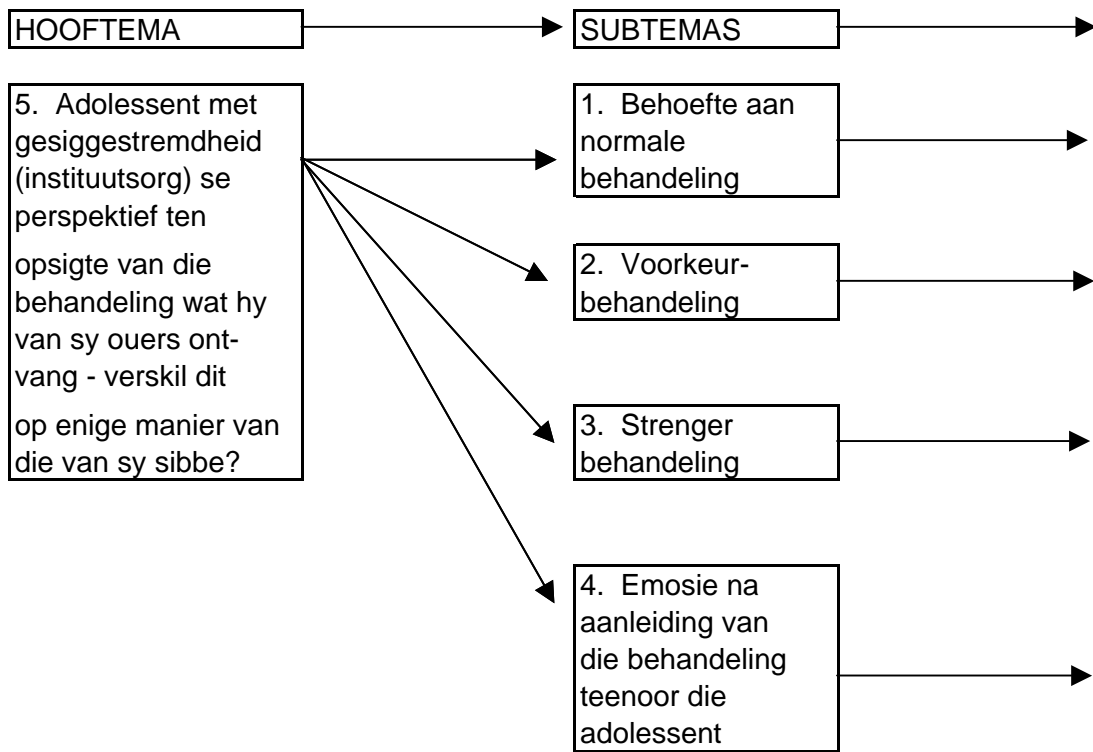 HOOFTEMA
SUBTEMAS
5. Adolessent met
gesiggestremdheid
(instituutsorg) se
perspektief ten
opsigte van die
behandeling wat hy
van sy ouers ont-
vang - verskil dit
op enige manier van
die van sy sibbe?
1. Behoefte aan
normale
behandeling
2. Voorkeur-
behandeling
3. Strenger
behandeling
4. Emosie na
aanleiding van
die behandeling
teenoor die
adolessent